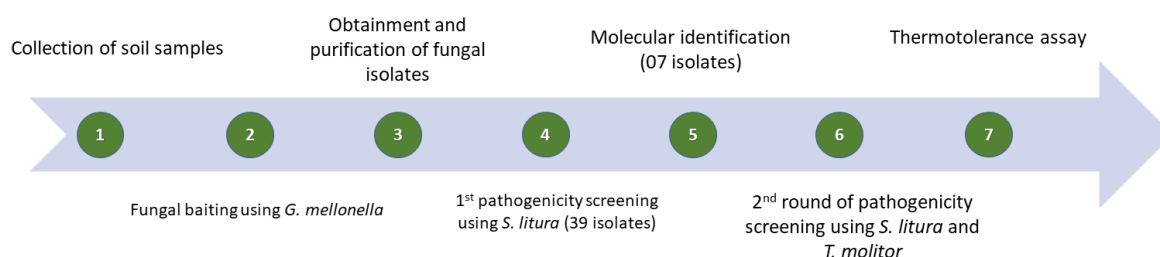 Collection of soil samples
Obtainment and
purification of fungal
isolates
Molecular identification
(07 isolates)
Thermotolerance assay
1
2
3
4
5
6
7
Fungal baiting using G. mellonella
1st pathogenicity screening
using S. litura (39 isolates)
2nd round of pathogenicity
screening using S. litura and
T. molitor